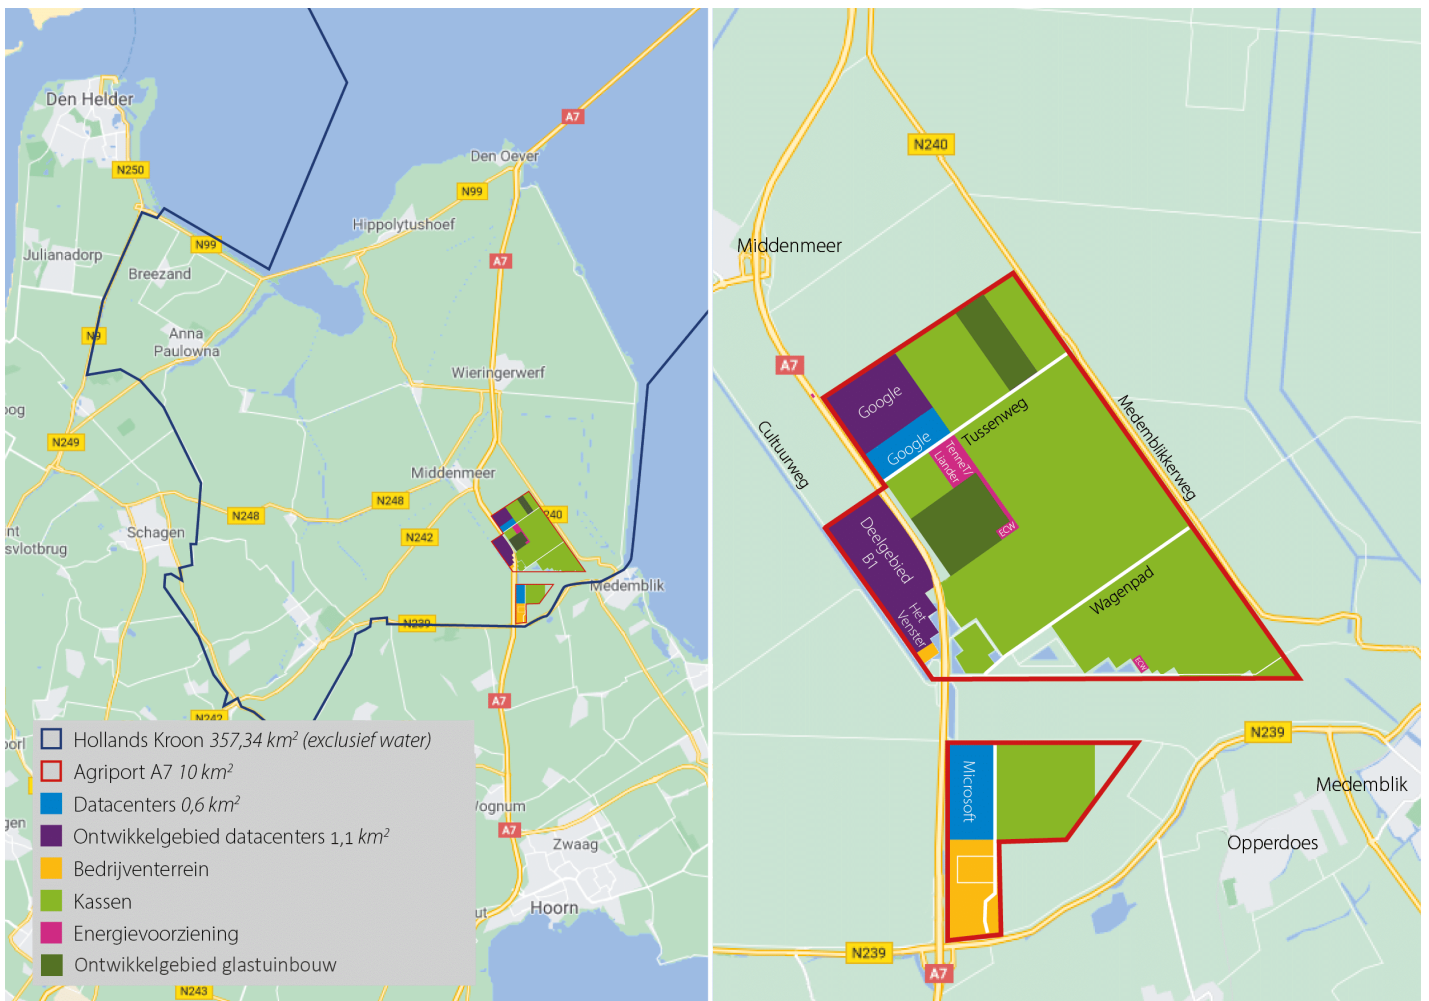 Den Helder
N250
Julianadorp
N99
Breezand
N9
Anna
Paulowna
N249
Schagen
N248
N248
N242
N242
N239
N243
A7
Den Oever
N99
Hippolytushoef
A7
Wieringerwerf
Middenmeer
240
Medemblik
A7
A7
Zwaag
Hoorn
Hollands Kroon 357,34 km² (exclusief water)
Agriport A7 10 km²
Datacenters 0,6 km²
Ontwikkelgebied datacenters 1,1 km²
Bedrijventerrein
Kassen
Energievoorziening
Ontwikkelgebied glastuinbouw
N240
Middenmeer
A7
Cultuurweg
Google
Google
Tussenweg
TenneT/
Liander
ECW
Medemblikkerweg
Deelgebied
B1
Het
Venster
Wagenpad
ECW
Microsoft
N239
Medemblik
Opperdoes
N239
A7